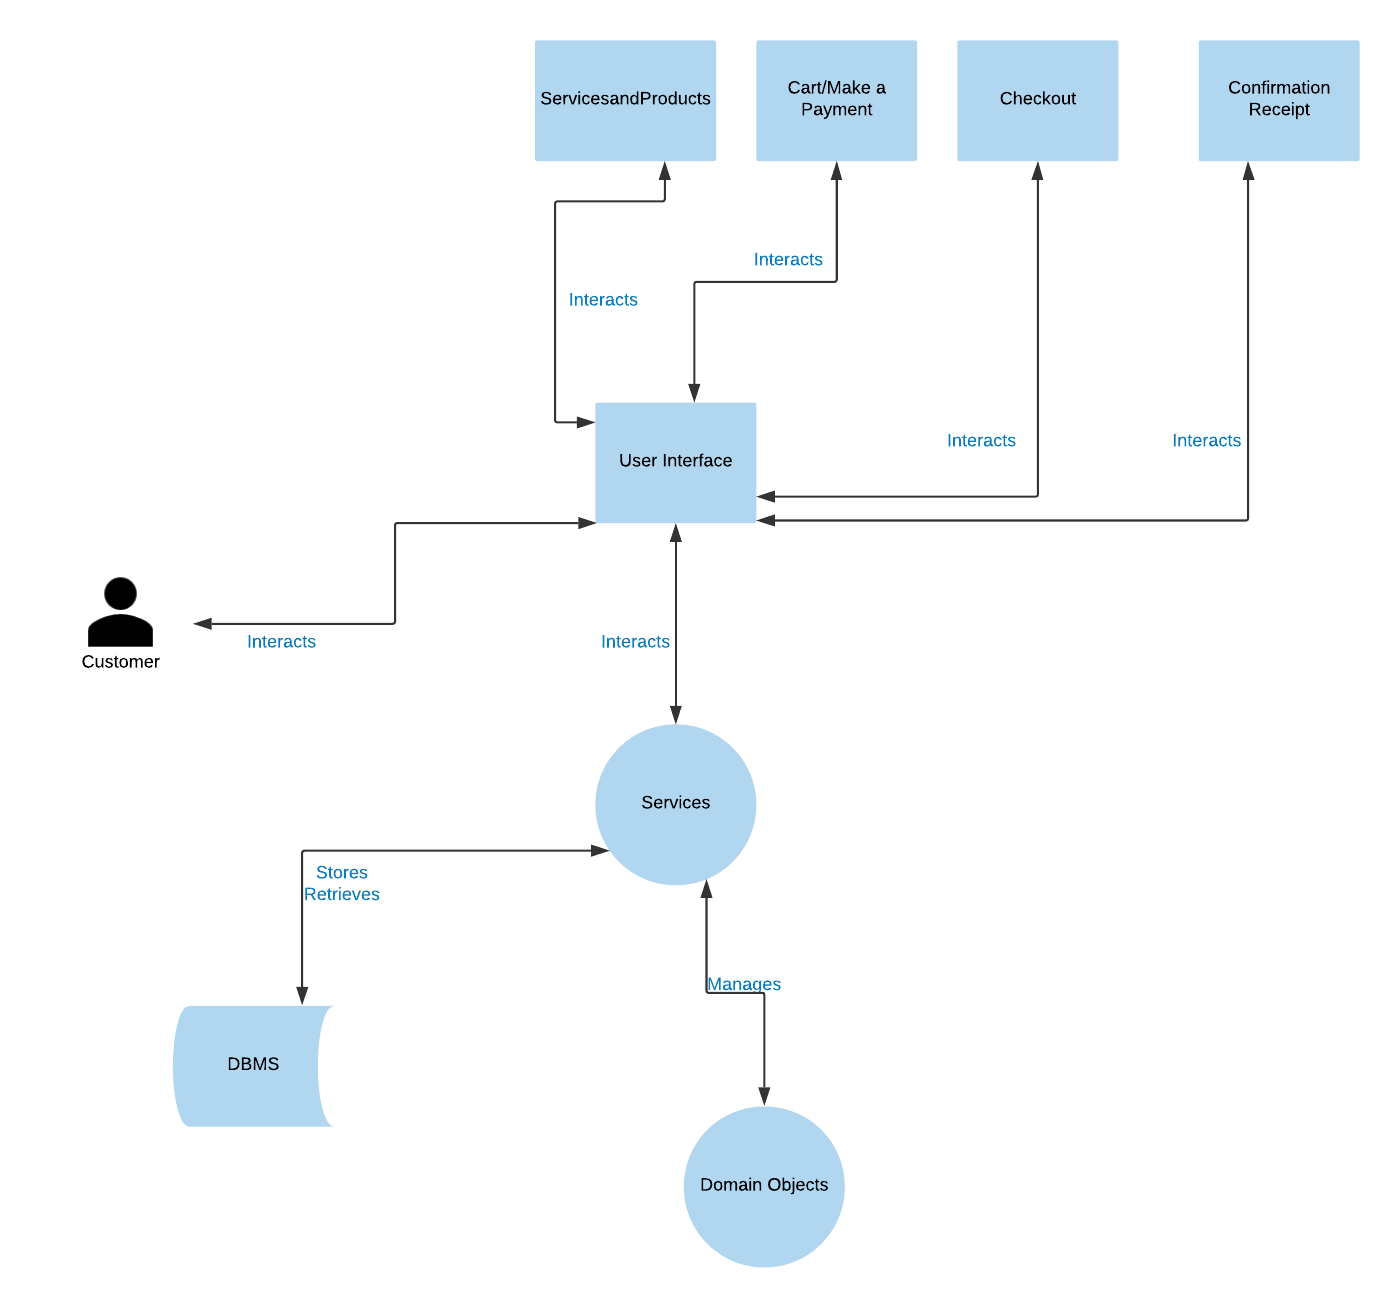 ServicesandProducts
Cart/Make a
Payment
Checkout
Confirmation
Receipt
Interacts
Interacts
Interacts
Interacts
User Interface
Customer
Interacts
Interacts
Services
Stores
Retrieves
Manages
DBMS
Domain Objects